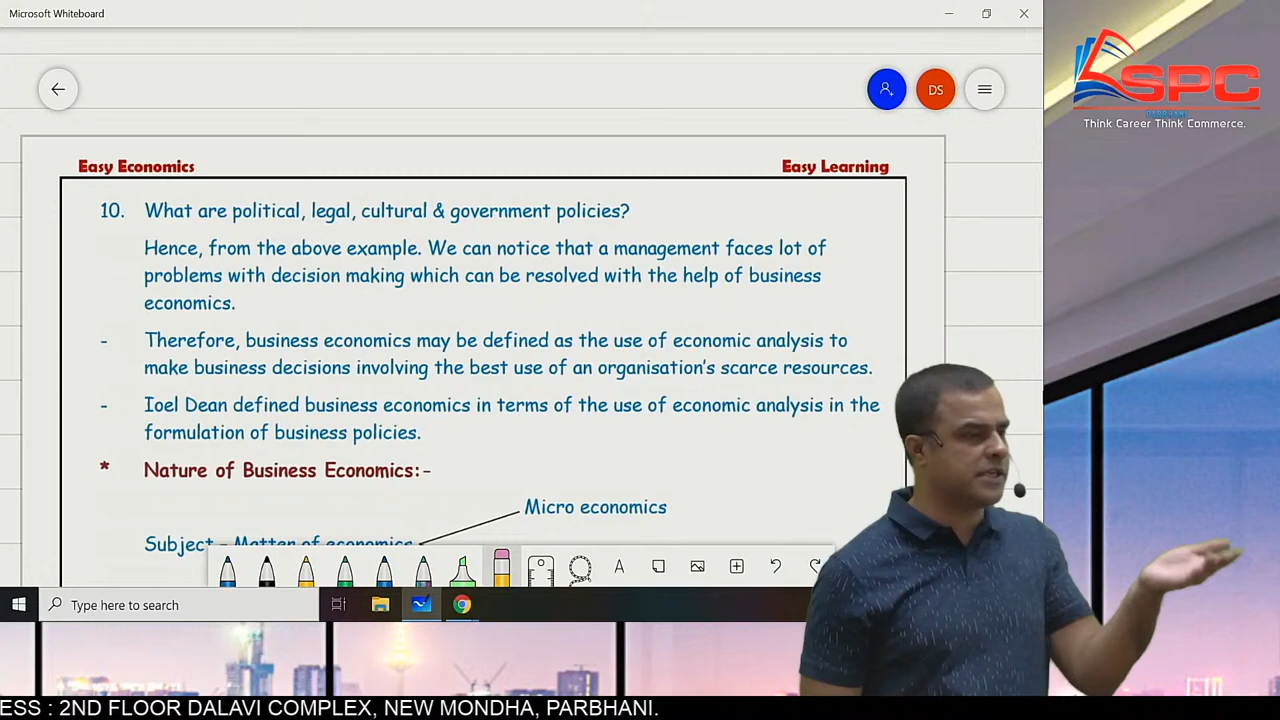 Microsoft Whiteboard
DS
SPC
PARBHANI
Think Career Think Commerce.
Easy Economics
Easy Learning
10. What are political, legal, cultural & government policies?
Hence, from the above example. We can notice that a management faces lot of
problems with decision making which can be resolved with the help of business
economics.
- Therefore, business economics may be defined as the use of economic analysis to
make business decisions involving the best use of an organisation's scarce resources.
- Ioel Dean defined business economics in terms of the use of economic analysis in the
formulation of business policies.
* Nature of Business Economics:-
Micro economics
Subject - Matter of economics
Type here to search
ESS : 2ND FLOOR DALAVI COMPLEX, NEW MONDHA, PARBHANI.